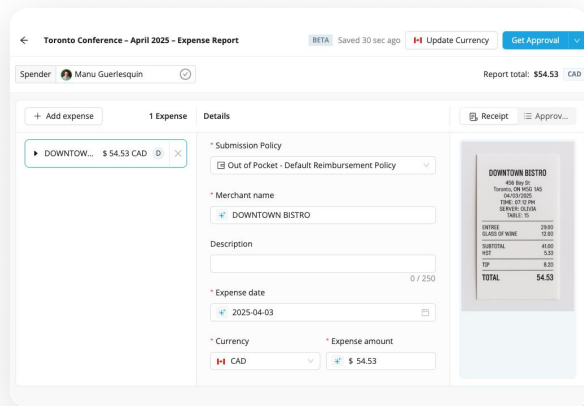 Toronto Conference – April 2025 – Expense Report
BETA Saved 30 sec ago Update Currency Get Approval
Spender Manu Guerlesquin
Report total: $54.53 CAD
+ Add expense 1 Expense
DOWNTOW... $ 54.53 CAD D
Details
* Submission Policy
Out of Pocket - Default Reimbursement Policy
* Merchant name
DOWNTOWN BISTRO
Description
0 / 250
* Expense date
2025-04-03
* Currency * Expense amount
CAD $ 54.53
Receipt Approv...
DOWNTOWN BISTRO
456 Bay St
Toronto, ON M5G 1A5
04/03/2025
TIME: 07:12 PM
SERVER: OLIVIA
TABLE: 15
ENTREE 29.00
GLASS OF WINE 12.00
SUBTOTAL 41.00
HST 5.33
TIP 8.20
TOTAL 54.53